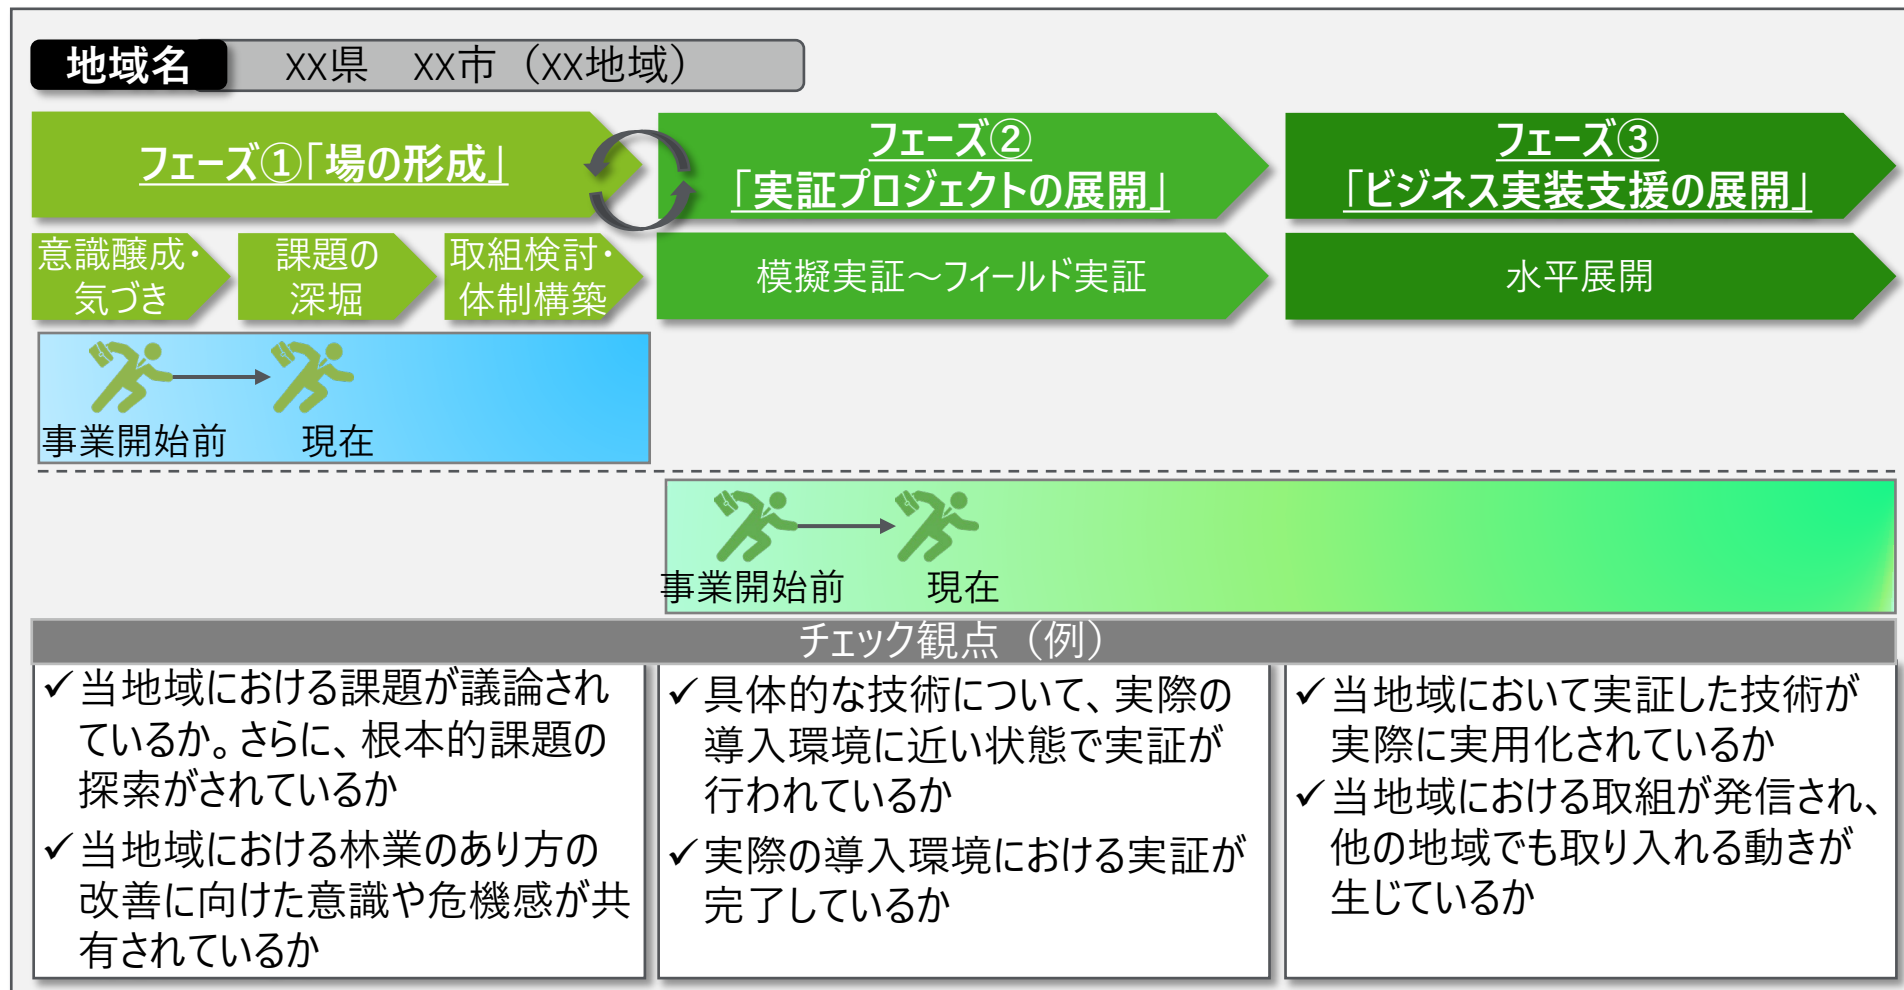 地域名 XX県 XX市（XX地域）
フェーズ①「場の形成」
フェーズ②
「実証プロジェクトの展開」
フェーズ③
「ビジネス実装支援の展開」
意識醸成・
気づき
課題の
深堀
取組検討・
体制構築
模擬実証～フィールド実証
水平展開
事業開始前 現在
事業開始前 現在
チェック観点（例）
✓当地域における課題が議論され
ているか。さらに、根本的課題の
探索がされているか
✓当地域における林業のあり方の
改善に向けた意識や危機感が共
有されているか
✓具体的な技術について、実際の
導入環境に近い状態で実証が
行われているか
✓実際の導入環境における実証が
完了しているか
✓当地域において実証した技術が
実際に実用化されているか
✓当地域における取組が発信され、
他の地域でも取り入れる動きが
生じているか